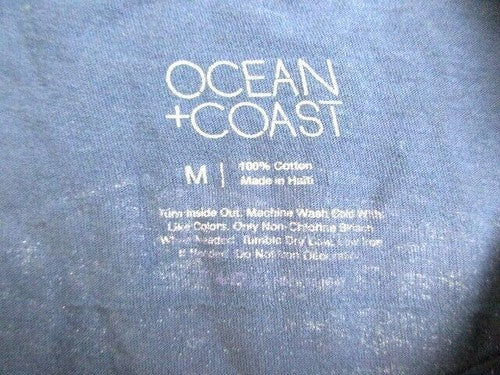 OCEAN
+COAST
M | 100% Cotton
Made in Haiti
Turn Inside Out. Machine Wash Cold With
Like Colors. Only Non-Chlorine Bleach
When Needed. Tumble Dry Low. Low Iron
If Needed. Do Not Iron Decoration